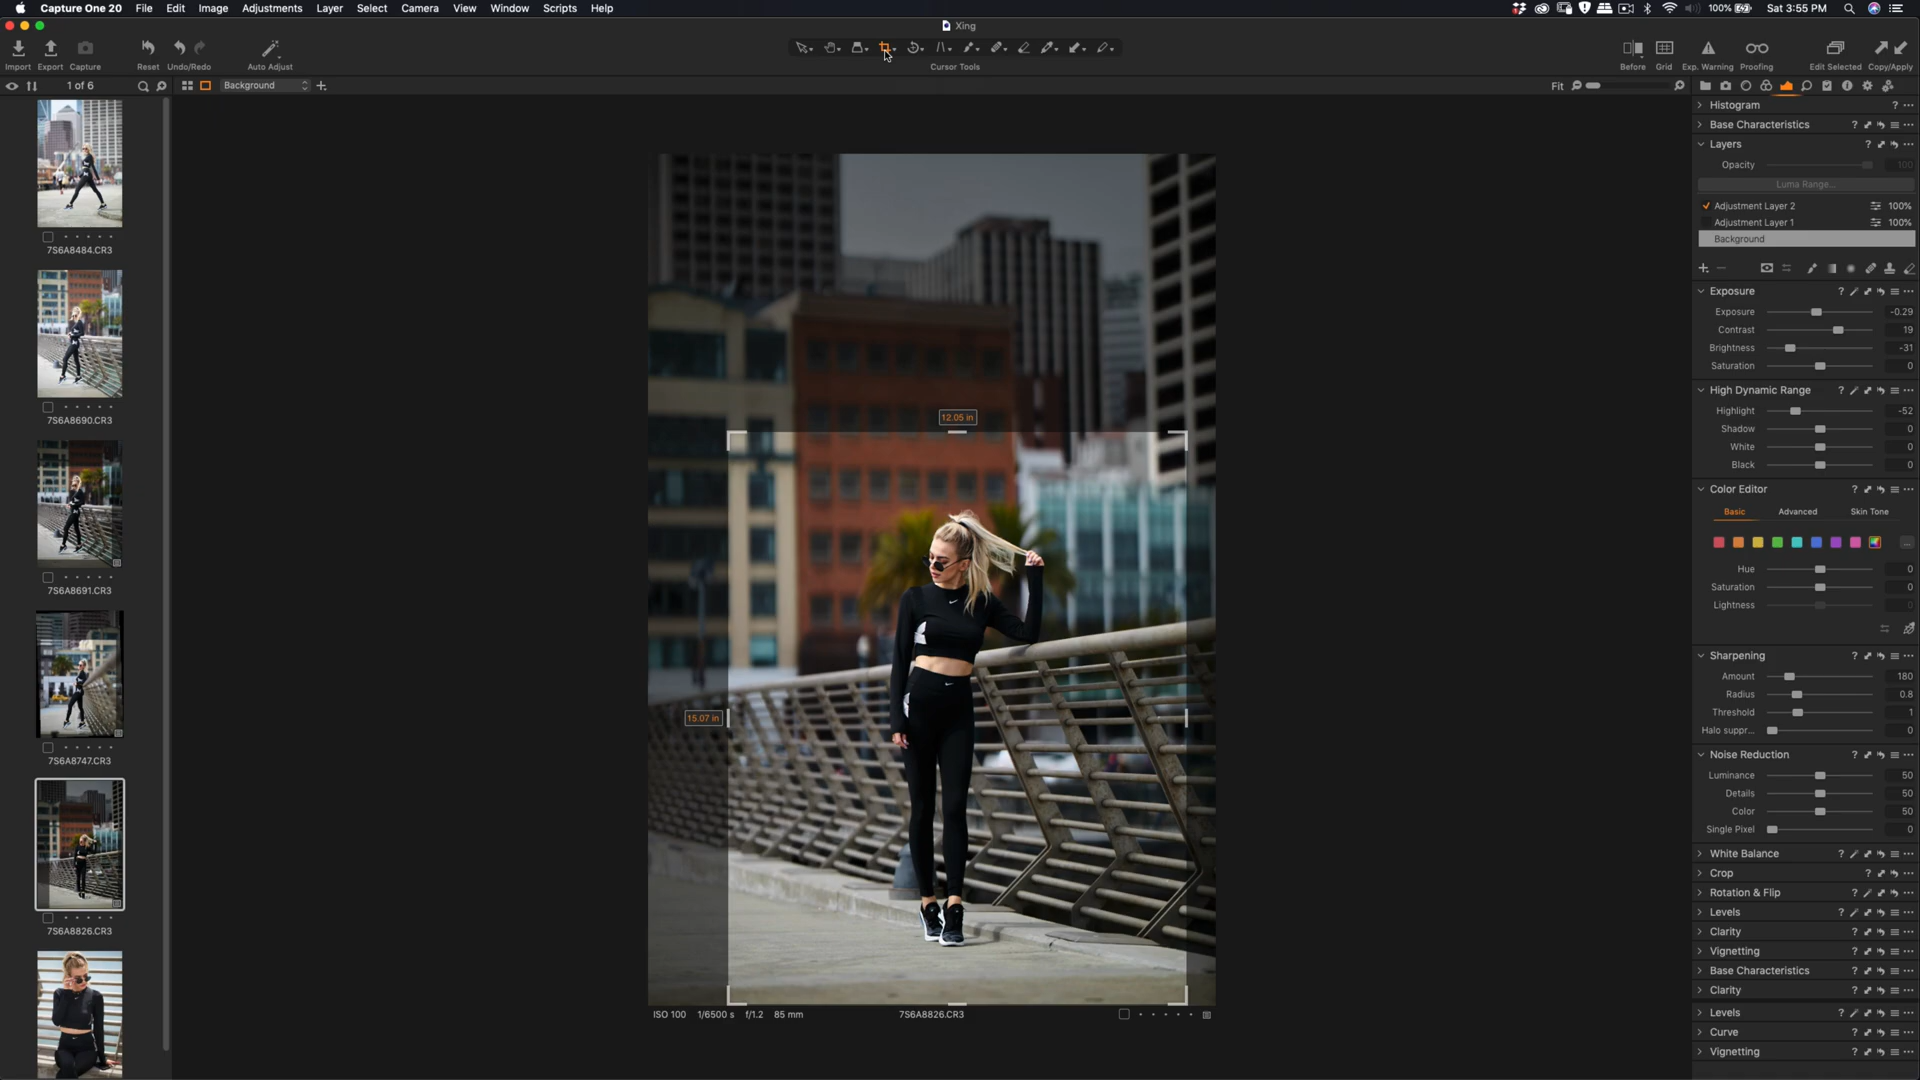 Capture One 20 File Edit Image Adjustments Layer Select Camera View Window Scripts Help
100% Sat 3:55 PM
Xing
Import Export Capture Reset Undo/Redo Auto Adjust Cursor Tools Before Grid Exp. Warning Proofing Edit Selected Copy/Apply
1 of 6 Background Fit
7S6A8484.CR3
7S6A8690.CR3
7S6A8691.CR3
7S6A8747.CR3
7S6A8826.CR3
12.05 in
15.07 in
ISO 100 1/6500 s f/1.2 85 mm 7S6A8826.CR3
Histogram ?
Base Characteristics ?
Layers ?
Opacity 100
Luma Range...
Adjustment Layer 2 100%
Adjustment Layer 1 100%
Background
Exposure ?
Exposure -0.29
Contrast 19
Brightness -31
Saturation 0
High Dynamic Range ?
Highlight -52
Shadow 0
White 0
Black 0
Color Editor ?
Basic Advanced Skin Tone
...
Hue 0
Saturation 0
Lightness 0
Sharpening ?
Amount 180
Radius 0.8
Threshold 1
Halo suppr... 0
Noise Reduction ?
Luminance 50
Details 50
Color 50
Single Pixel 0
White Balance ?
Crop ?
Rotation & Flip ?
Levels ?
Clarity ?
Vignetting ?
Base Characteristics ?
Clarity ?
Levels ?
Curve ?
Vignetting ?